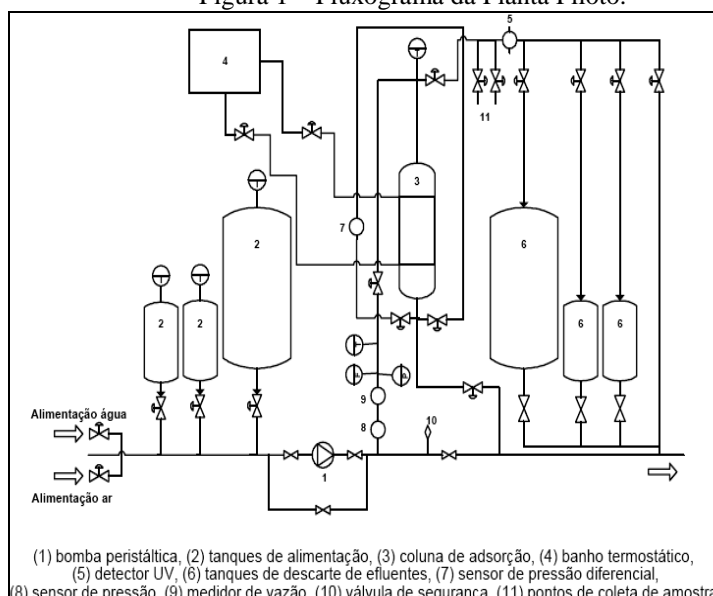 Figura 1 – Fluxograma da Planta Piloto.
5
4
11
3
7
2
6
2
2
6
6
T
F
P
9
8
10
Alimentação água
Alimentação ar
1
(1) bomba peristáltica, (2) tanques de alimentação, (3) coluna de adsorção, (4) banho termostático,
(5) detector UV, (6) tanques de descarte de efluentes, (7) sensor de pressão diferencial,
(8) sensor de pressão, (9) medidor de vazão, (10) válvula de segurança, (11) pontos de coleta de amostra